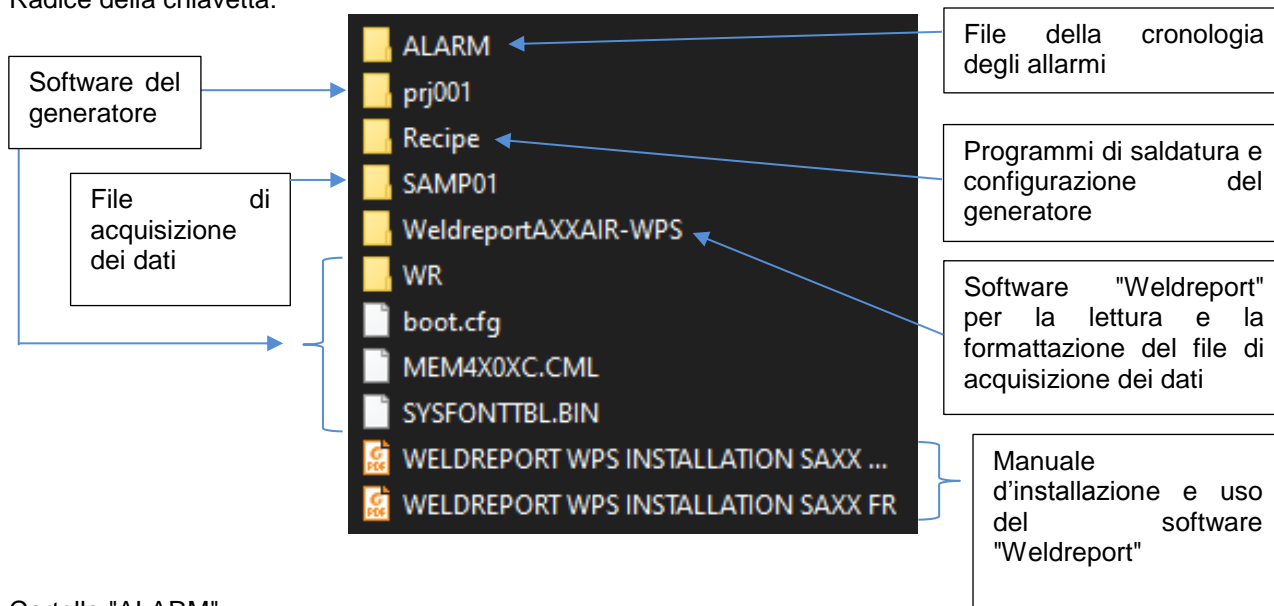 Radice della chiavetta:
Software del
generatore
File di
acquisizione
dei dati
ALARM
prj001
Recipe
SAMP01
WeldreportAXXAIR-WPS
WR
boot.cfg
MEM4X0XC.CML
SYSFONTTBL.BIN
WELDREPORT WPS INSTALLATION SAXX ...
WELDREPORT WPS INSTALLATION SAXX FR
File della cronologia
degli allarmi
Programmi di saldatura e
configurazione del
generatore
Software "Weldreport"
per la lettura e la
formattazione del file di
acquisizione dei dati
Manuale
d'installazione e uso
del software
"Weldreport"
Cartella "ALARM"